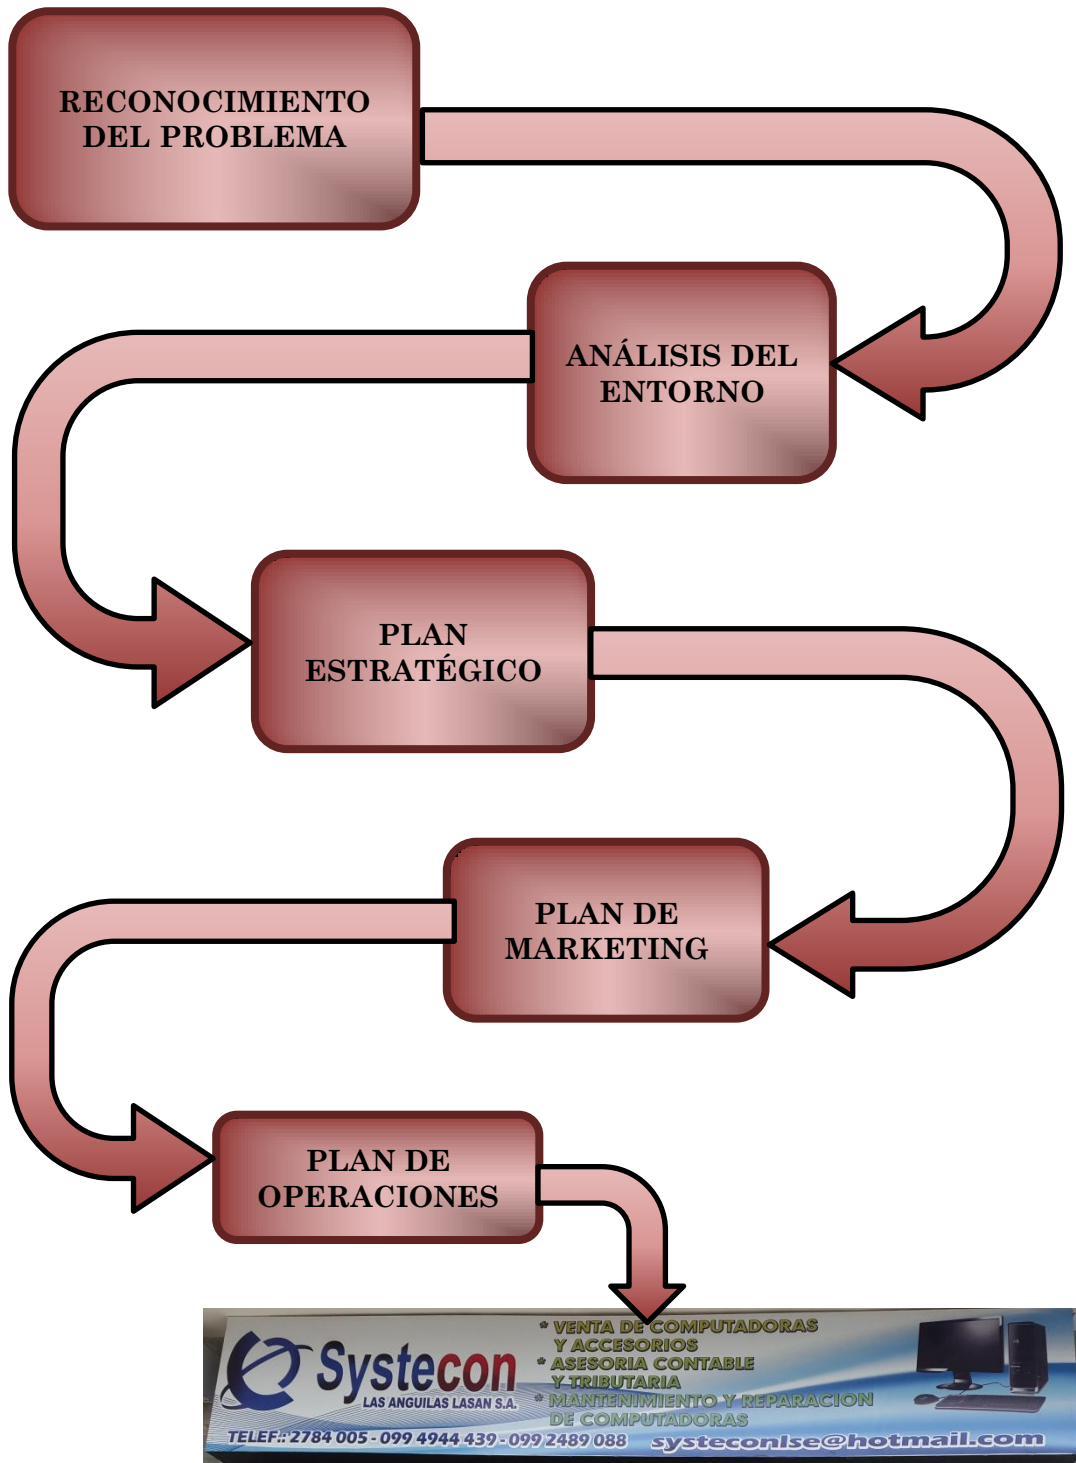 RECONOCIMIENTO
DEL PROBLEMA
ANÁLISIS DEL
ENTORNO
PLAN
ESTRATÉGICO
PLAN DE
MARKETING
PLAN DE
OPERACIONES
Systecon
LAS ANGUILAS LASAN S.A.
* VENTA DE COMPUTADORAS
Y ACCESORIOS
* ASESORIA CONTABLE
Y TRIBUTARIA
* MANTENIMIENTO Y REPARACION
DE COMPUTADORAS
TELEF.: 2784 005 - 099 4944 439 - 099 2489 088 systeconlse@hotmail.com